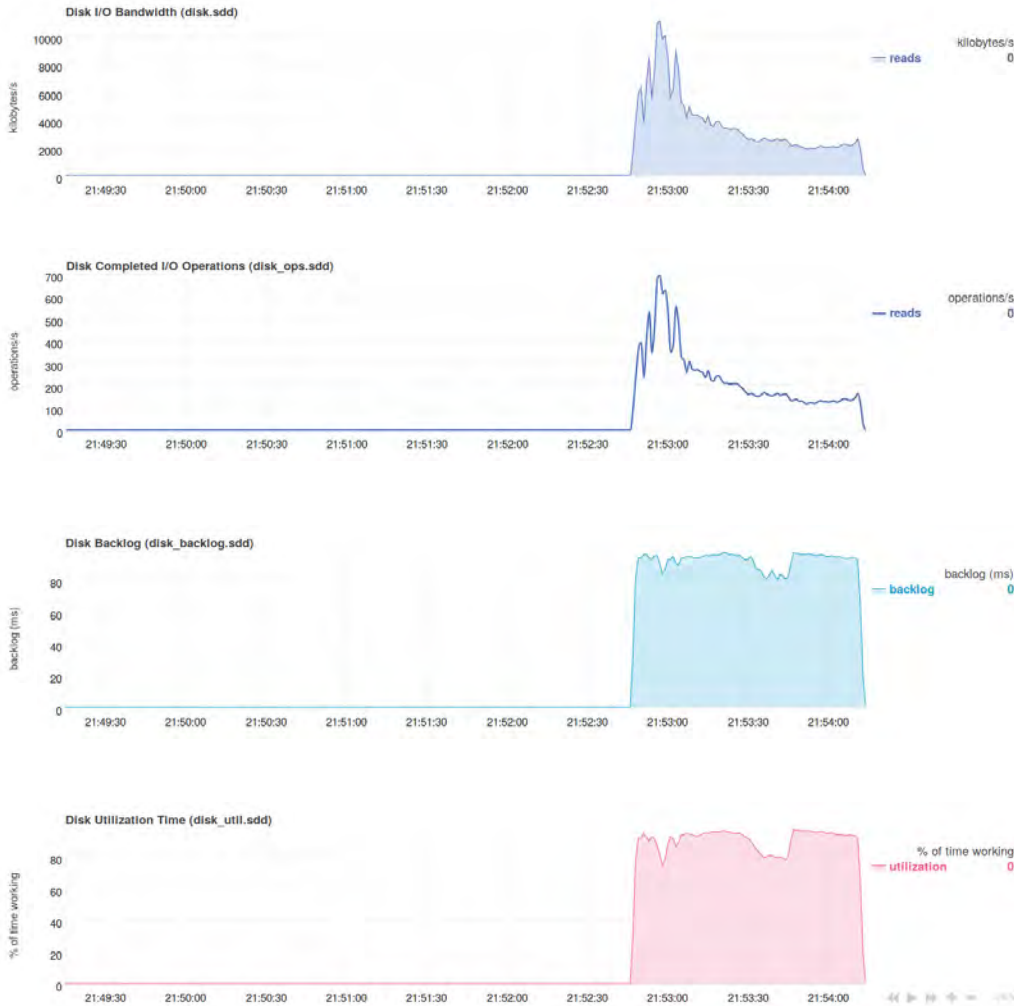 Disk I/O Bandwidth (disk.sdd)
kilobytes/s
10000
8000
6000
4000
2000
0
kilobytes/s
reads 0
21:49:30 21:50:00 21:50:30 21:51:00 21:51:30 21:52:00 21:52:30 21:53:00 21:53:30 21:54:00
Disk Completed I/O Operations (disk_ops.sdd)
operations/s
700
600
500
400
300
200
100
0
operations/s
reads 0
21:49:30 21:50:00 21:50:30 21:51:00 21:51:30 21:52:00 21:52:30 21:53:00 21:53:30 21:54:00
Disk Backlog (disk_backlog.sdd)
backlog (ms)
80
60
40
20
0
backlog (ms)
backlog 0
21:49:30 21:50:00 21:50:30 21:51:00 21:51:30 21:52:00 21:52:30 21:53:00 21:53:30 21:54:00
Disk Utilization Time (disk_util.sdd)
% of time working
80
60
40
20
0
% of time working
utilization 0
21:49:30 21:50:00 21:50:30 21:51:00 21:51:30 21:52:00 21:52:30 21:53:00 21:53:30 21:54:00